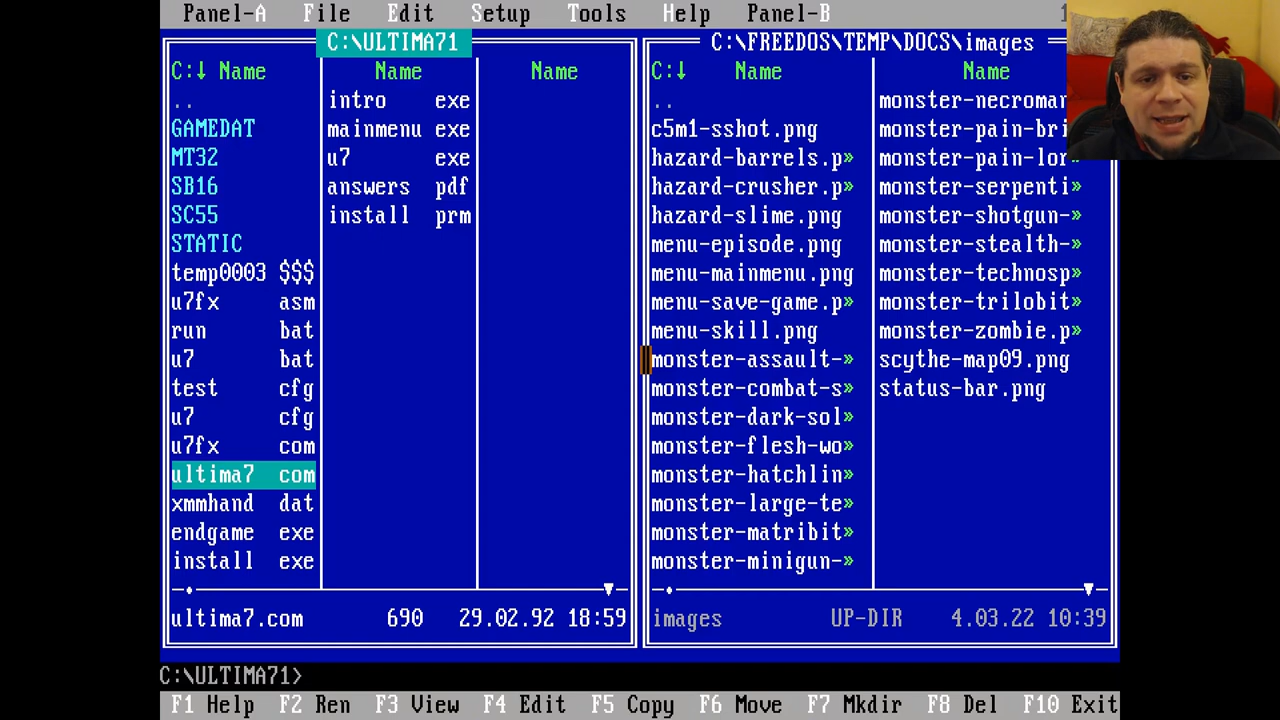 Panel-A File Edit Setup Tools Help Panel-B 1
C:\ULTIMA71
C:↓ Name Name Name
.. intro exe
GAMEDAT mainmenu exe
MT32 u7 exe
SB16 answers pdf
SC55 install prm
STATIC
temp0003 $$$
u7fx asm
run bat
u7 bat
test cfg
u7 cfg
u7fx com
ultima7 com
xmmhand dat
endgame exe
install exe
ultima7.com 690 29.02.92 18:59
C:\FREEDOS\TEMP\DOCS\images
C:↓ Name Name
.. monster-necroman
c5m1-sshot.png monster-pain-bri
hazard-barrels.p» monster-pain-lor»
hazard-crusher.p» monster-serpenti»
hazard-slime.png monster-shotgun-»
menu-episode.png monster-stealth-»
menu-mainmenu.png monster-technosp»
menu-save-game.p» monster-trilobit»
menu-skill.png monster-zombie.p»
monster-assault-» scythe-map09.png
monster-combat-s» status-bar.png
monster-dark-sol»
monster-flesh-wo»
monster-hatchlin»
monster-large-te»
monster-matribit»
monster-minigun-»
images UP-DIR 4.03.22 10:39
C:\ULTIMA71>
F1 Help F2 Ren F3 View F4 Edit F5 Copy F6 Move F7 Mkdir F8 Del F10 Exit